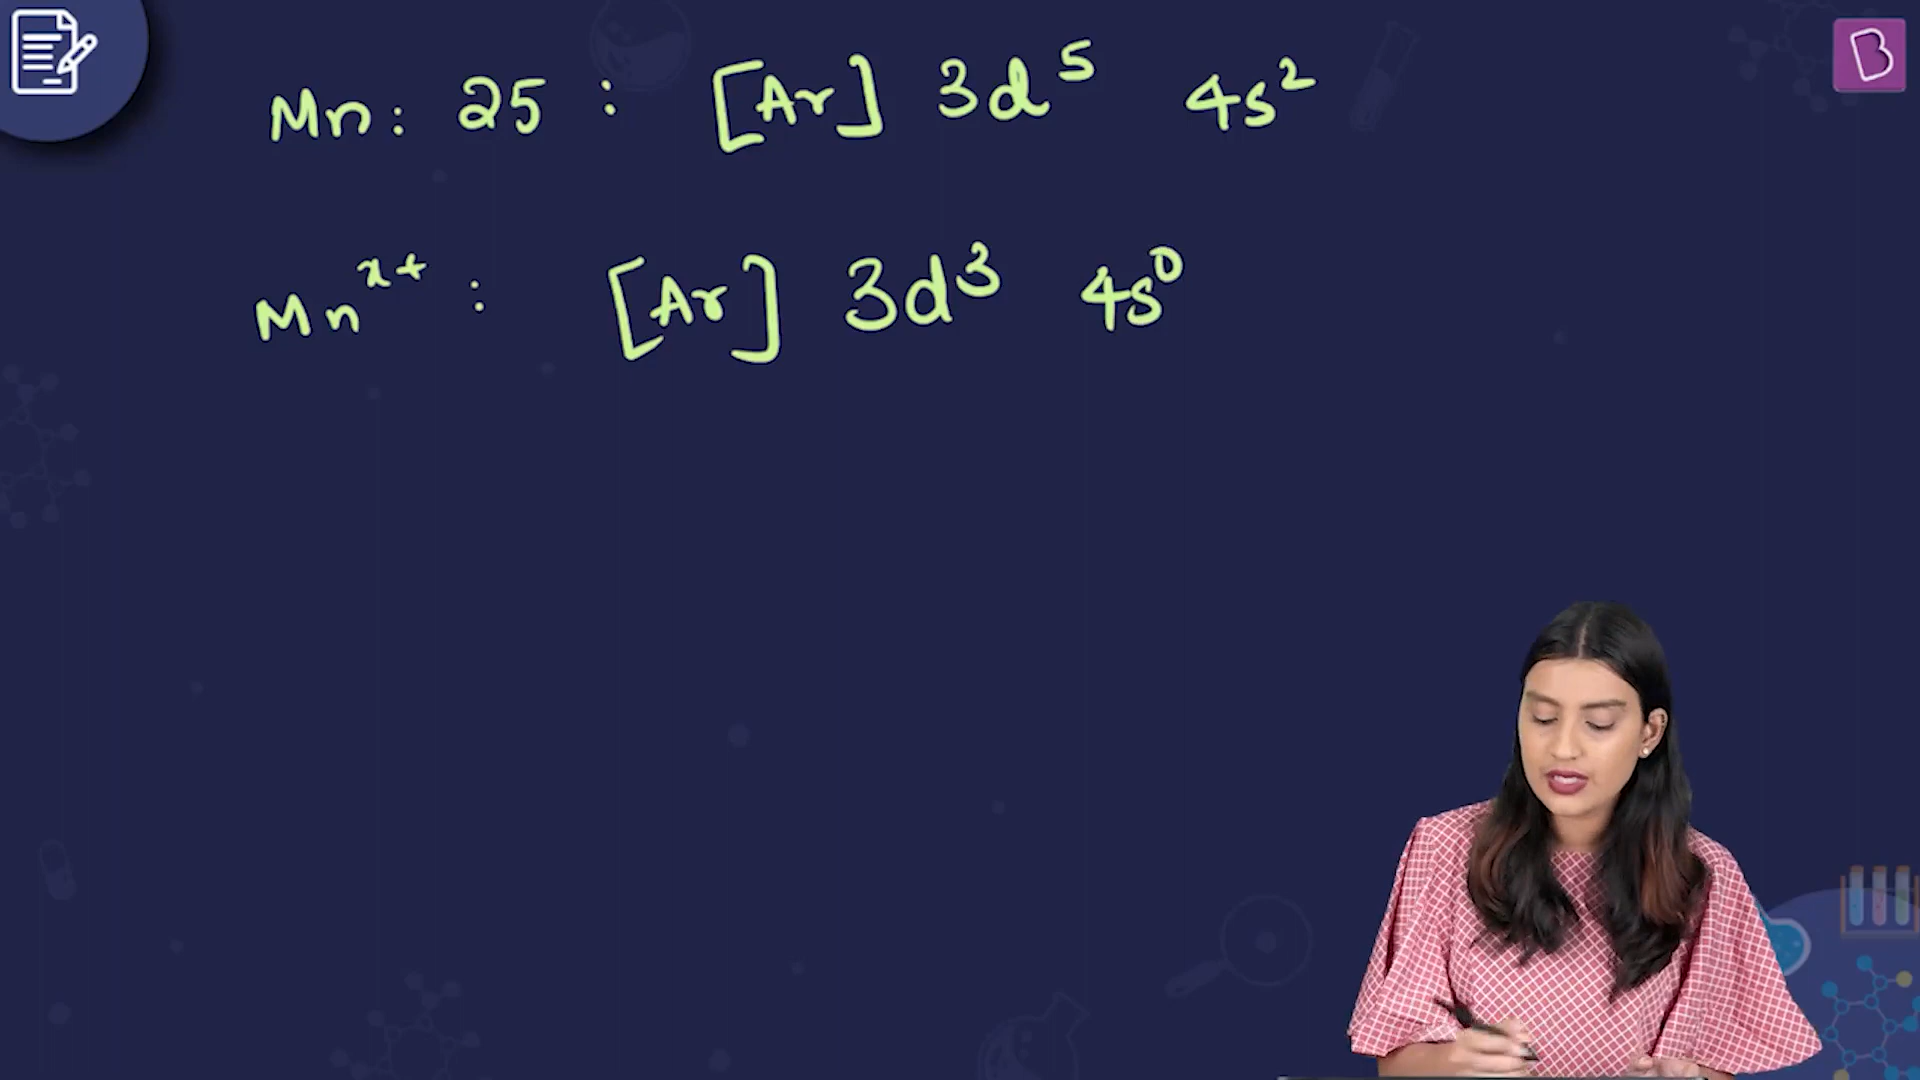 Mn: 25 : [Ar] 3d⁵ 4s²
Mnˣ⁺ : [Ar] 3d³ 4s⁰
B